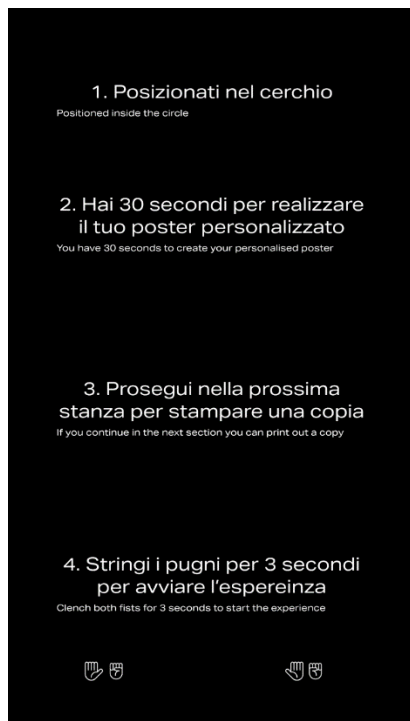 1. Posizionati nel cerchio
Positioned inside the circle
2. Hai 30 secondi per realizzare
il tuo poster personalizzato
You have 30 seconds to create your personalised poster
3. Prosegui nella prossima
stanza per stampare una copia
If you continue in the next section you can print out a copy
4. Stringi i pugni per 3 secondi
per avviare l'espereinza
Clench both fists for 3 seconds to start the experience